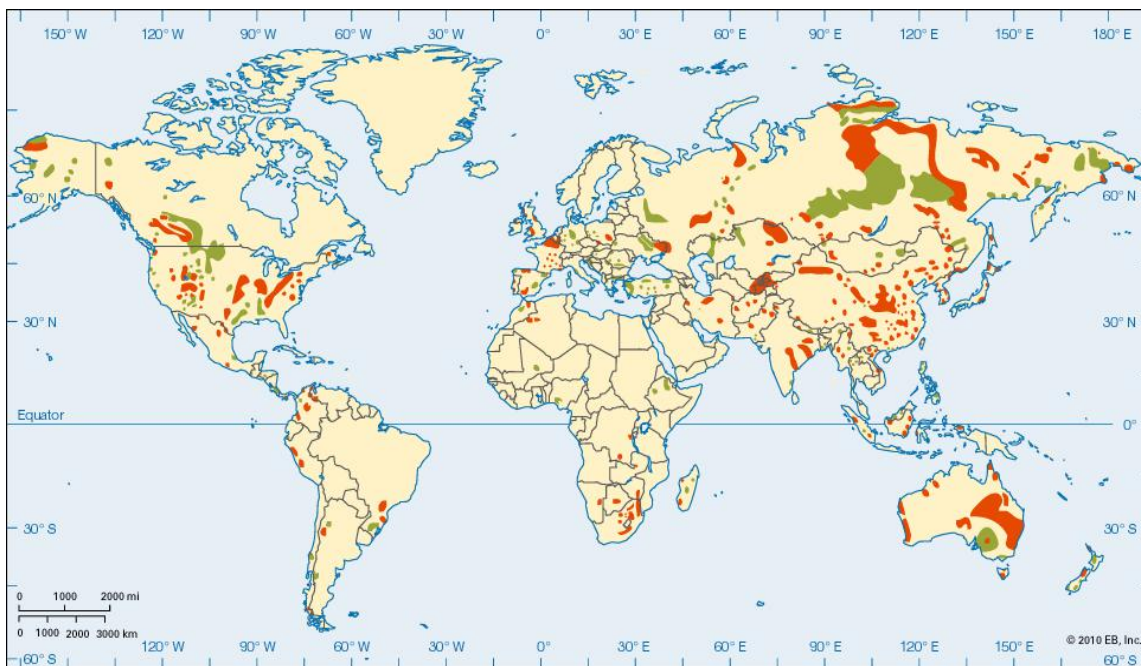 150° W 120° W 90° W 60° W 30° W 0° 30° E 60° E 90° E 120° E 150° E 180° E
60° N 60° N
30° N 30° N
Equator 0°
30° S 30° S
0 1000 2000 mi
0 1000 2000 3000 km
© 2010 EB, Inc.
120° W 90° W 60° W 30° W 0° 30° E 60° E 90° E 120° E 150° E
60° S 60° S